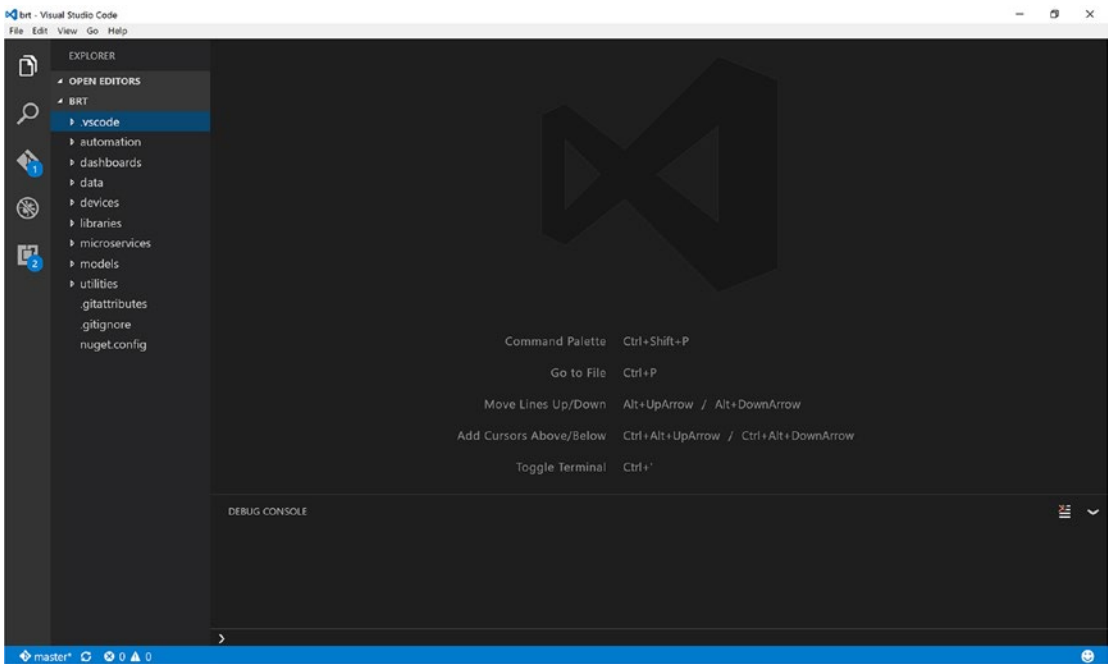 brt - Visual Studio Code
File Edit View Go Help
EXPLORER
OPEN EDITORS
BRT
.vscode
automation
dashboards
data
devices
libraries
microservices
models
utilities
.gitattributes
.gitignore
nuget.config
1
2
Command Palette Ctrl+Shift+P
Go to File Ctrl+P
Move Lines Up/Down Alt+UpArrow / Alt+DownArrow
Add Cursors Above/Below Ctrl+Alt+UpArrow / Ctrl+Alt+DownArrow
Toggle Terminal Ctrl+`
DEBUG CONSOLE
master* 0 0